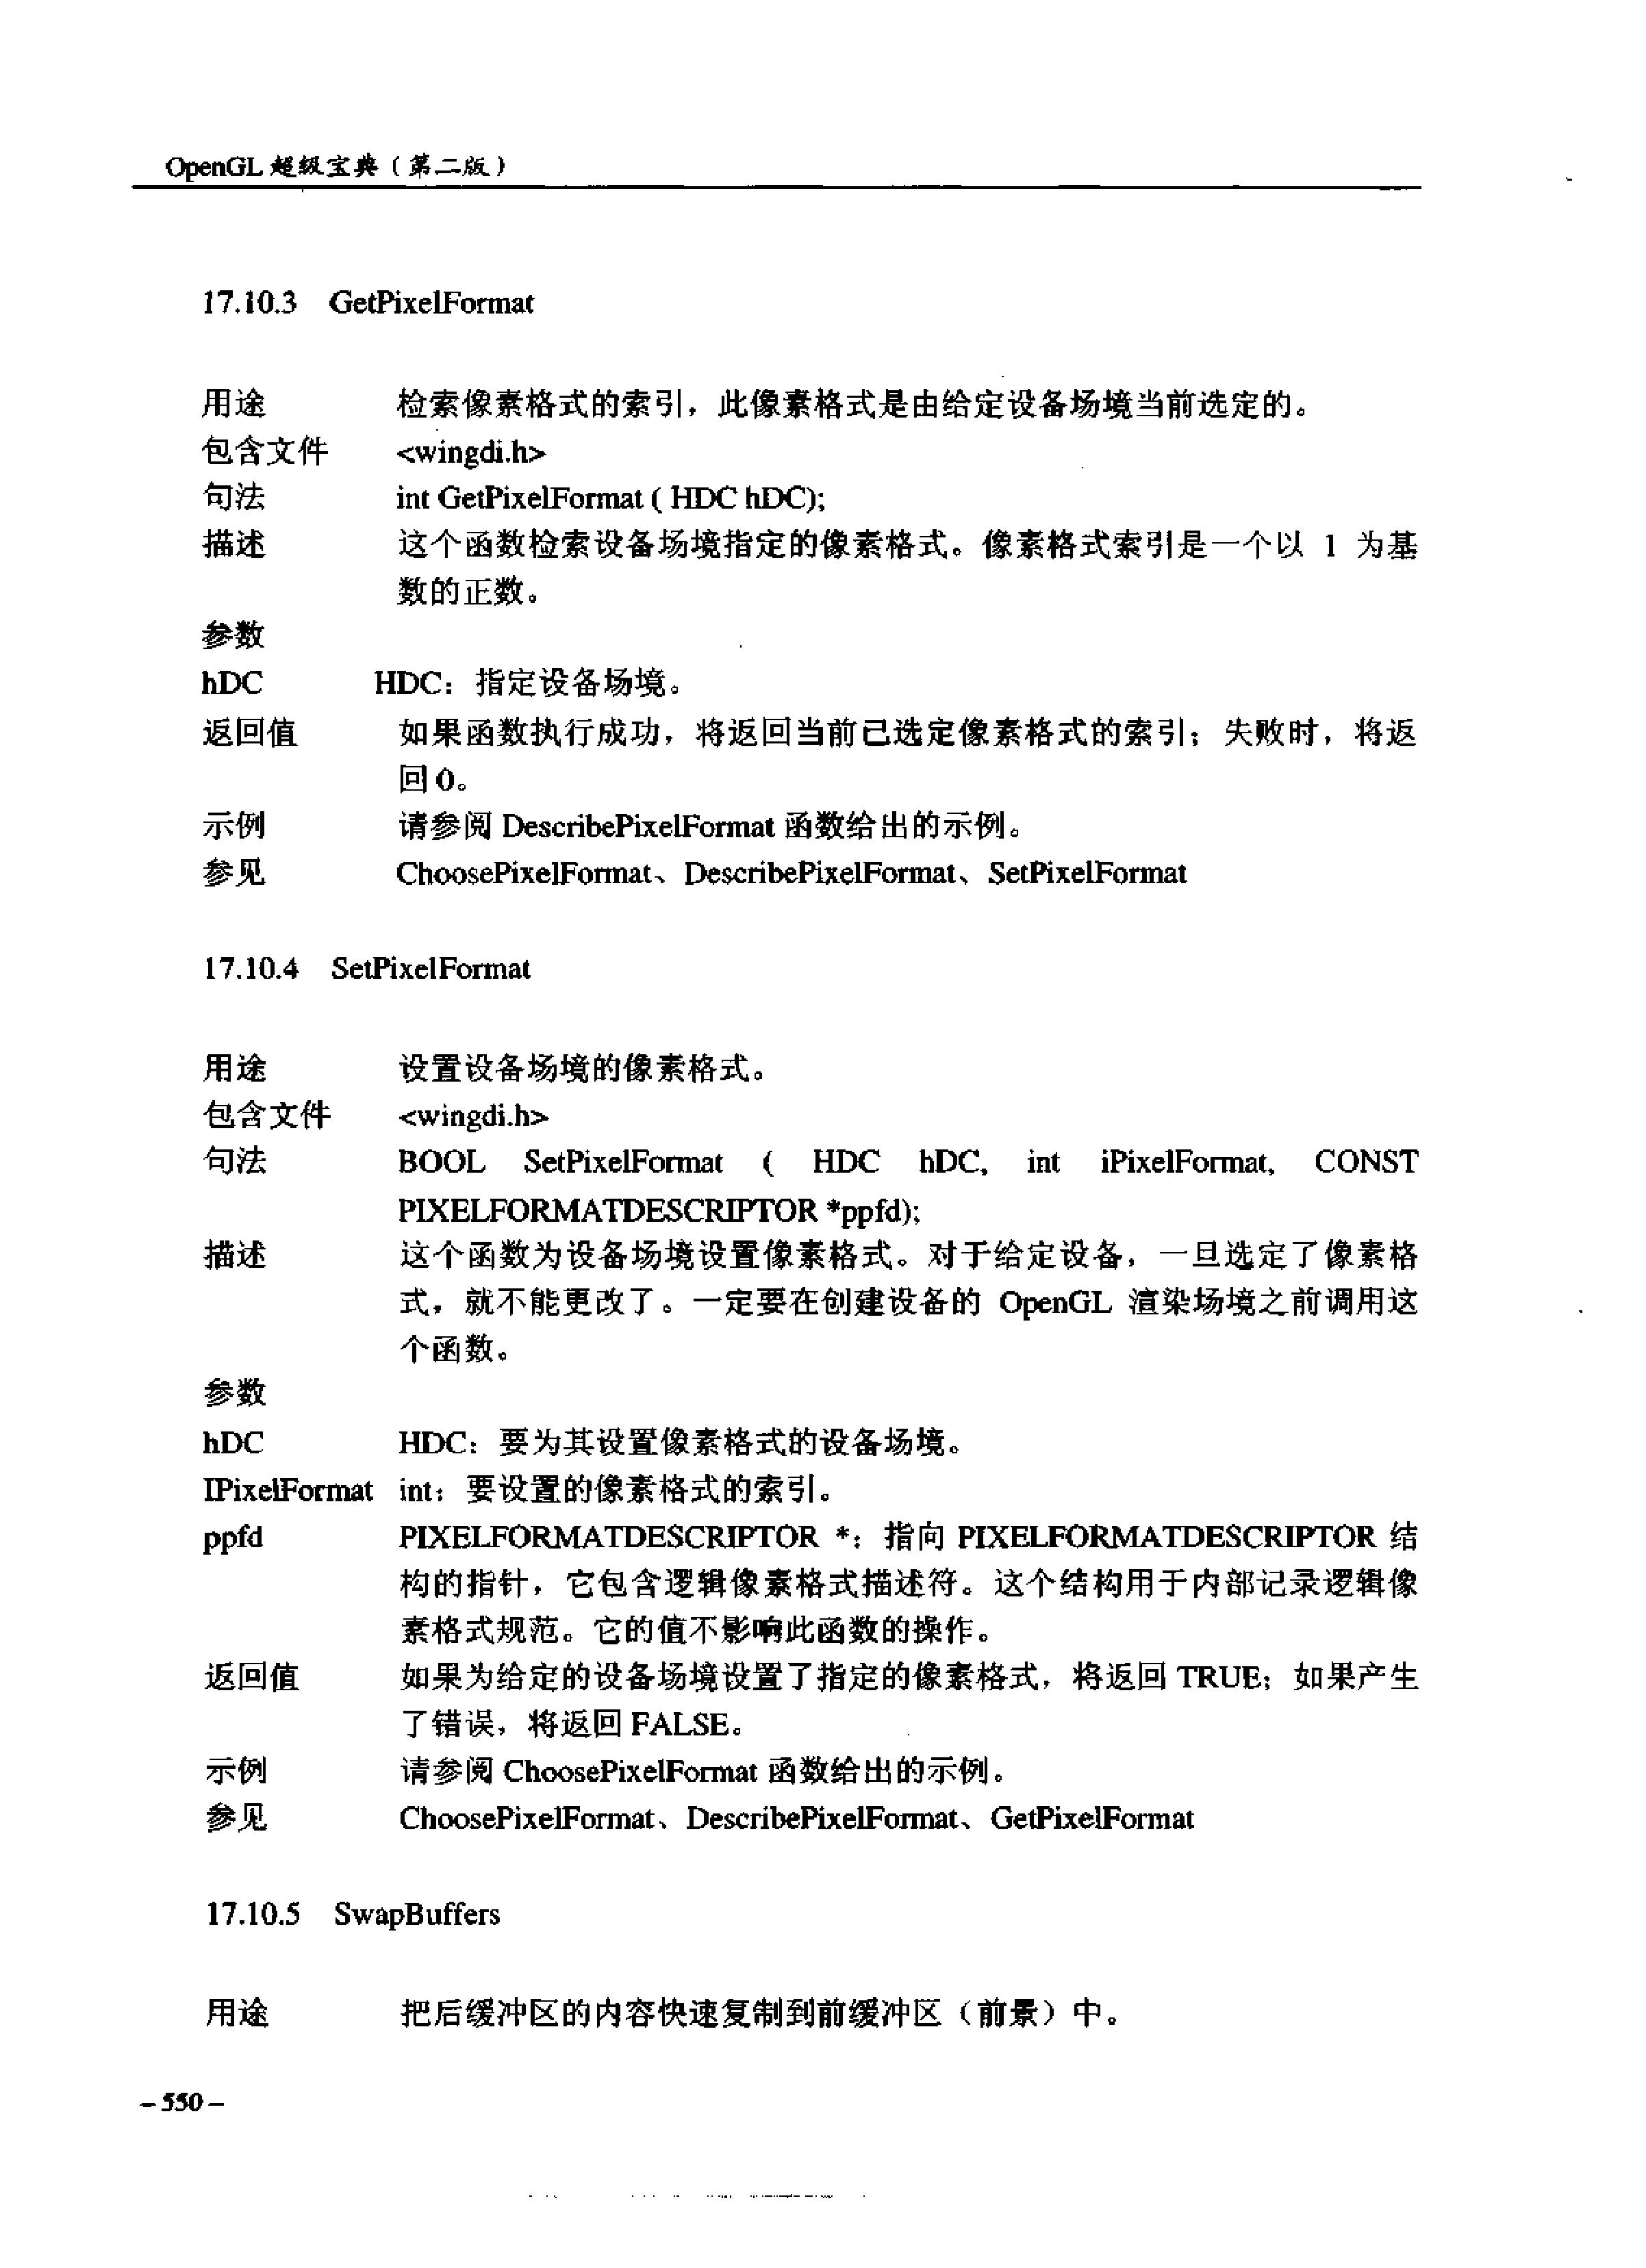 OpenGL 超级宝典（第二版）
17.10.3 GetPixelFormat
用途 检索像素格式的索引，此像素格式是由给定设备场境当前选定的。
包含文件 <wingdi.h>
句法 int GetPixelFormat ( HDC hDC);
描述 这个函数检索设备场境指定的像素格式。像素格式索引是一个以 1 为基
数的正数。
参数
hDC HDC：指定设备场境。
返回值 如果函数执行成功，将返回当前已选定像素格式的索引；失败时，将返
回 0。
示例 请参阅 DescribePixelFormat 函数给出的示例。
参见 ChoosePixelFormat、DescribePixelFormat、SetPixelFormat
17.10.4 SetPixelFormat
用途 设置设备场境的像素格式。
包含文件 <wingdi.h>
句法 BOOL SetPixelFormat ( HDC hDC, int iPixelFormat, CONST
PIXELFORMATDESCRIPTOR *ppfd);
描述 这个函数为设备场境设置像素格式。对于给定设备，一旦选定了像素格
式，就不能更改了。一定要在创建设备的 OpenGL 渲染场境之前调用这
个函数。
参数
hDC HDC：要为其设置像素格式的设备场境。
IPixelFormat int：要设置的像素格式的索引。
ppfd PIXELFORMATDESCRIPTOR *：指向 PIXELFORMATDESCRIPTOR 结
构的指针，它包含逻辑像素格式描述符。这个结构用于内部记录逻辑像
素格式规范。它的值不影响此函数的操作。
返回值 如果为给定的设备场境设置了指定的像素格式，将返回 TRUE；如果产生
了错误，将返回 FALSE。
示例 请参阅 ChoosePixelFormat 函数给出的示例。
参见 ChoosePixelFormat、DescribePixelFormat、GetPixelFormat
17.10.5 SwapBuffers
用途 把后缓冲区的内容快速复制到前缓冲区（前景）中。
– 550 –